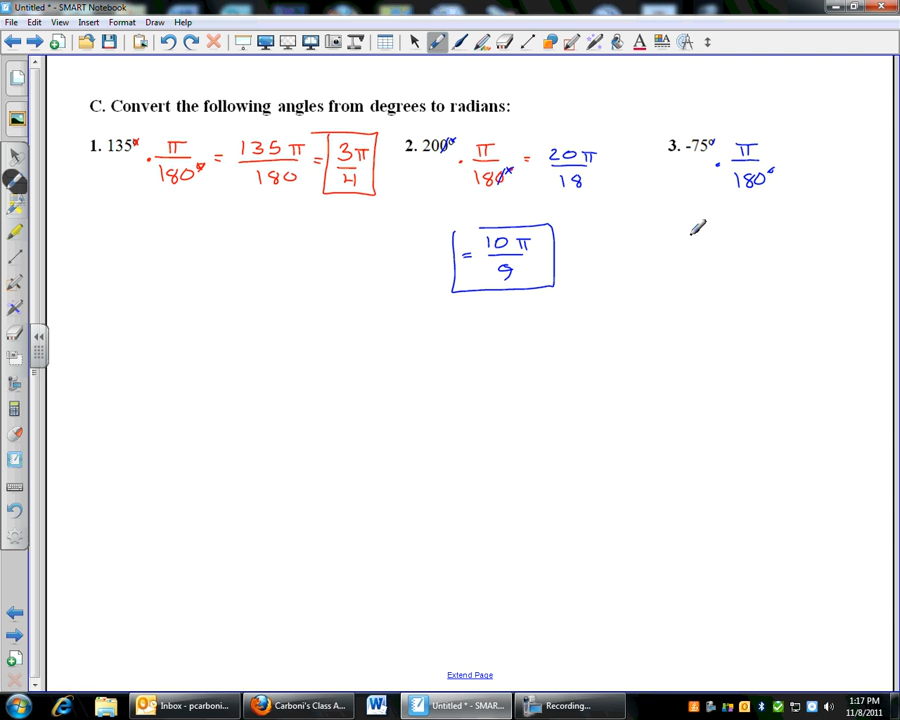 Untitled * - SMART Notebook
File Edit View Insert Format Draw Help
C. Convert the following angles from degrees to radians:
1. 135° · π/180° = 135π/180 = 3π/4
2. 200° · π/180° = 20π/18
= 10π/9
3. -75° · π/180°
Extend Page
Inbox - pcarboni...
Carboni's Class A...
Untitled * - SMAR...
Recording...
1:17 PM
11/8/2011